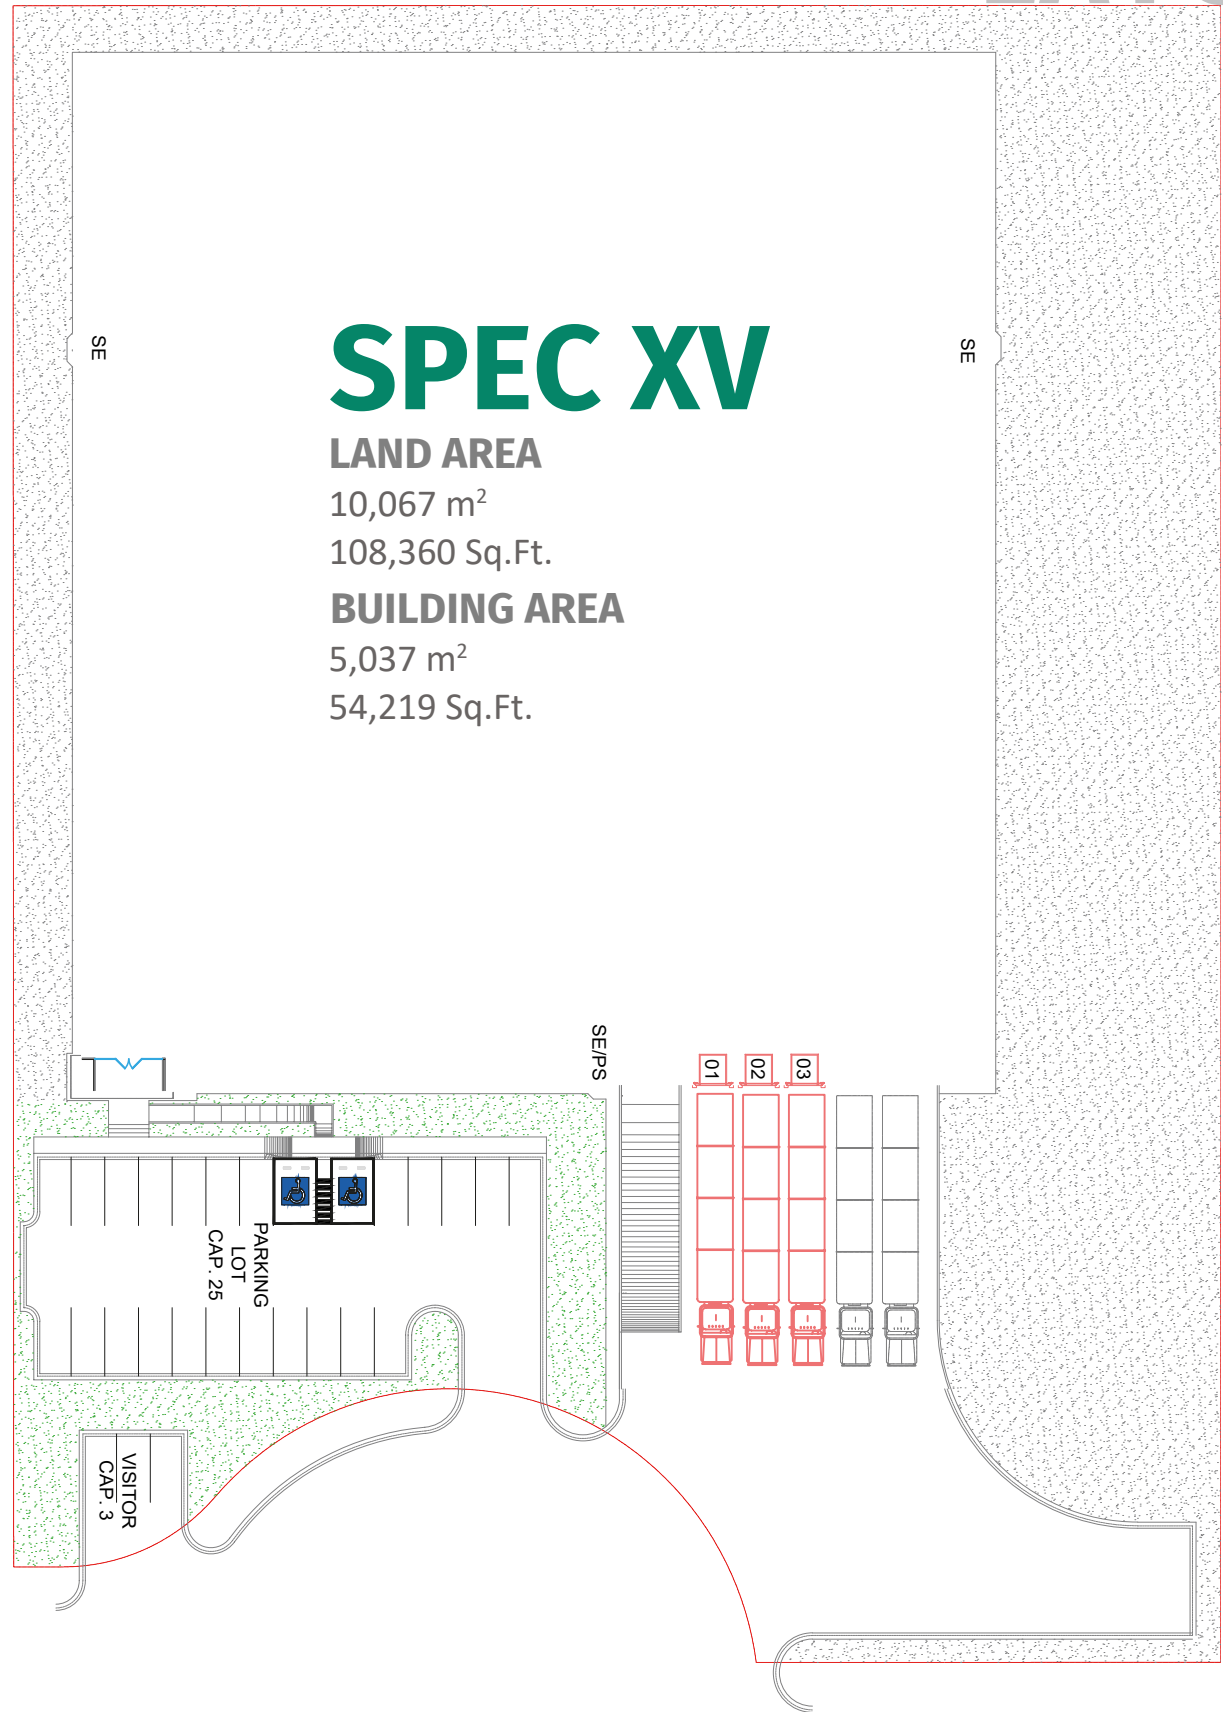 SPEC XV
LAND AREA
10,067 m²
108,360 Sq.Ft.
BUILDING AREA
5,037 m²
54,219 Sq.Ft.
SE
SE
SE/PS
01
02
03
PARKING
LOT
CAP. 25
VISITOR
CAP. 3